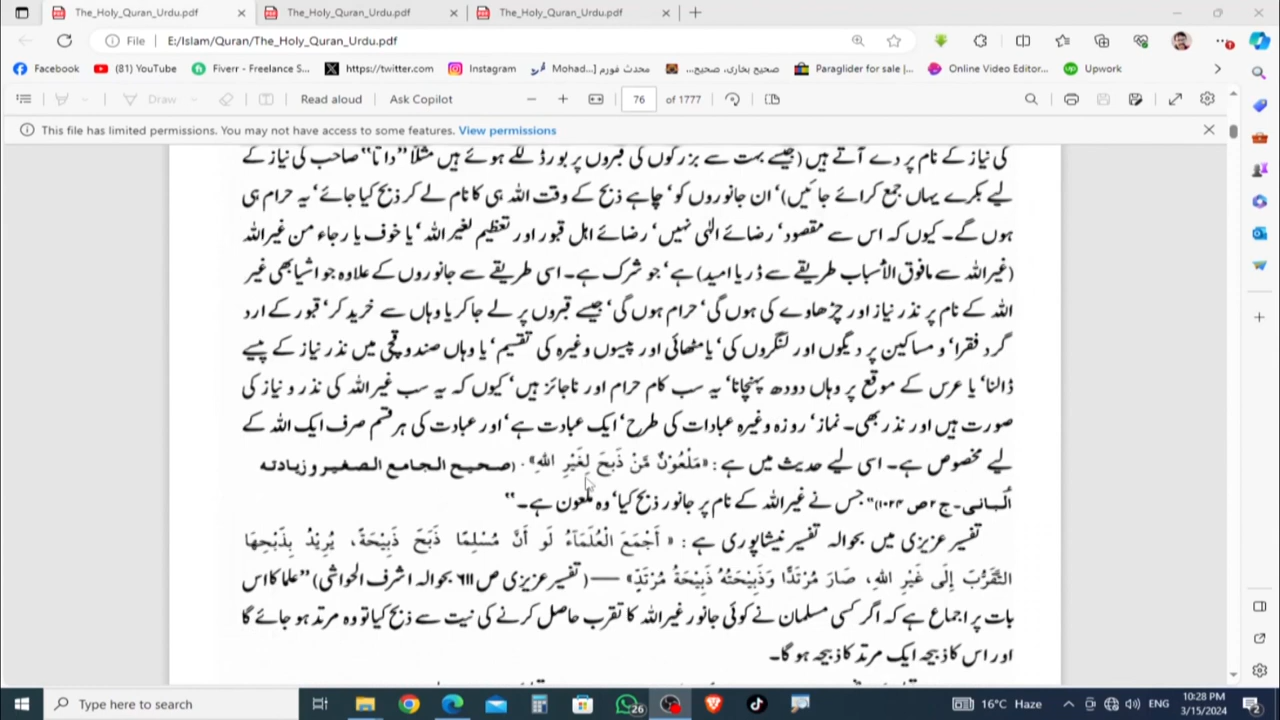 The_Holy_Quran_Urdu.pdf
The_Holy_Quran_Urdu.pdf
The_Holy_Quran_Urdu.pdf
File E:/Islam/Quran/The_Holy_Quran_Urdu.pdf
Facebook (81) YouTube Fiverr - Freelance S... https://twitter.com Instagram محدث فورم [Mohad... صحیح بخاری، صحیح... Paraglider for sale |... Online Video Editor... Upwork
Draw Read aloud Ask Copilot 76 of 1777
This file has limited permissions. You may not have access to some features. View permissions
کی نیاز کے نام پر دے آتے ہیں (جیسے بہت سے بزرگوں کی قبروں پر بورڈ لگے ہوئے ہیں مثلاً "داتا" صاحب کی نیاز کے
لیے بکرے یہاں جمع کرائے جائیں)' ان جانوروں کو' چاہے ذبح کے وقت اللہ ہی کا نام لے کر ذبح کیا جائے' یہ حرام ہی
ہوں گے۔ کیوں کہ اس سے مقصود' رضائے الٰہی نہیں' رضائے اہل قبور اور تعظیم لغیر اللہ' یا خوف یا رجاء من غیر اللہ
(غیر اللہ سے مافوق الأسباب طریقے سے ڈر یا امید) ہے' جو شرک ہے۔ اسی طریقے سے جانوروں کے علاوہ جو اشیا بھی غیر
اللہ کے نام پر نذر نیاز اور چڑھاوے کی ہوں گی' حرام ہوں گی' جیسے قبروں پر لے جا کر یا وہاں سے خرید کر' قبور کے ارد
گرد فقرا' و مساکین پر دیگوں اور لنگروں کی' یا مٹھائی اور پیسوں وغیرہ کی تقسیم' یا وہاں صندوقچی میں نذر نیاز کے پیسے
ڈالنا' یا عرس کے موقع پر وہاں دودھ پہنچانا' یہ سب کام حرام اور ناجائز ہیں' کیوں کہ یہ سب غیر اللہ کی نذر و نیاز کی
صورت ہیں اور نذر بھی۔ نماز' روزہ وغیرہ عبادات کی طرح' ایک عبادت ہے' اور عبادت کی ہر قسم صرف ایک اللہ کے
لیے مخصوص ہے۔ اسی لیے حدیث میں ہے: «مَلْعُوْنٌ مَّنْ ذَبَحَ لِغَيْرِ اللهِ». (صحيح الجامع الصغير وزيادته
ألبانی- ج ۲ ص ۱۰۲۴) "جس نے غیر اللہ کے نام پر جانور ذبح کیا' وہ ملعون ہے۔"
تفسیر عزیزی میں بحوالہ تفسیر نیشاپوری ہے: «أَجْمَعَ الْعُلَمَآءُ لَو أَنَّ مُسْلِمًا ذَبَحَ ذَبِيْحَةً، يُرِيْدُ بِذَبْحِهَا
التَّقَرُّبَ إِلَى غَيْرِ اللهِ، صَارَ مُرْتَدًّا وَذَبِيْحَتُهُ ذَبِيْحَةُ مُرْتَدٍّ» —(تفسیر عزیزی ص ۶۱۱ بحوالہ اشرف الحواشی) "علما کا اس
بات پر اجماع ہے کہ اگر کسی مسلمان نے کوئی جانور غیر اللہ کا تقرب حاصل کرنے کی نیت سے ذبح کیا تو وہ مرتد ہو جائے گا
اور اس کا ذبیحہ ایک مرتد کا ذبیحہ ہو گا۔
Type here to search 26 16°C Haze ENG 10:28 PM
3/15/2024 2